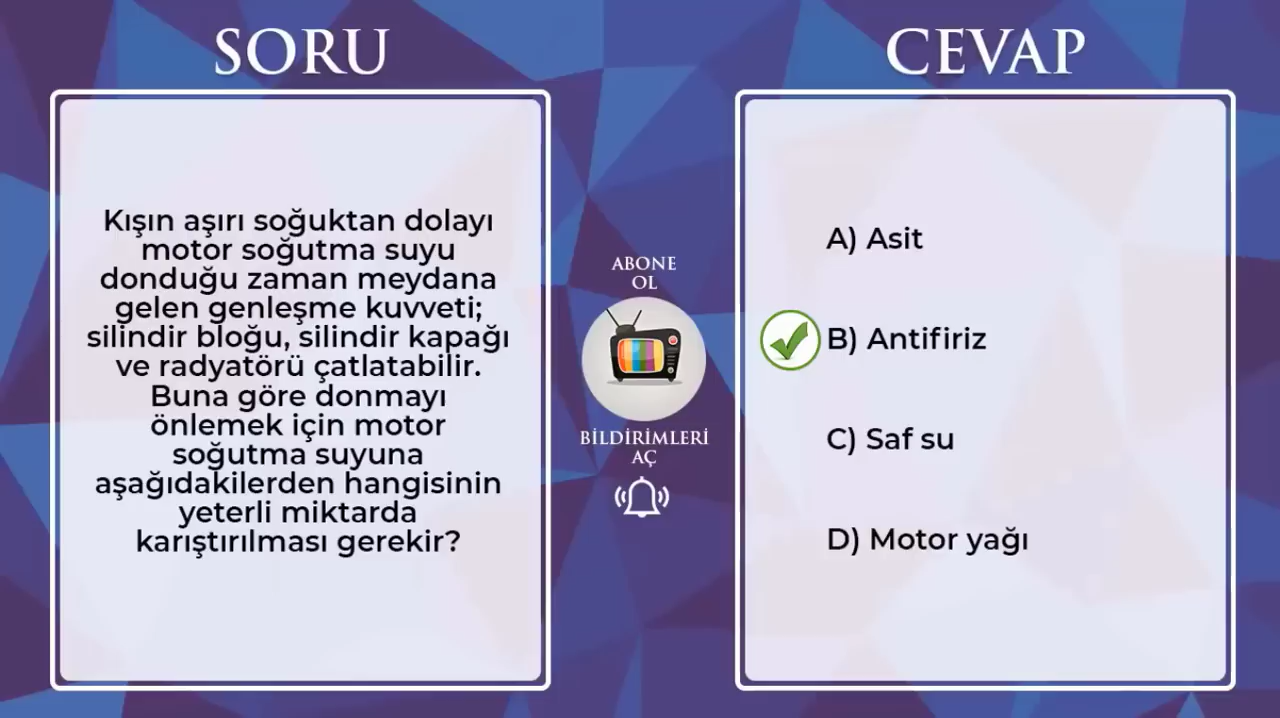 SORU
Kışın aşırı soğuktan dolayı
motor soğutma suyu
donduğu zaman meydana
gelen genleşme kuvveti;
silindir bloğu, silindir kapağı
ve radyatörü çatlatabilir.
Buna göre donmayı
önlemek için motor
soğutma suyuna
aşağıdakilerden hangisinin
yeterli miktarda
karıştırılması gerekir?
ABONE
OL
BİLDİRİMLERİ
AÇ
CEVAP
A) Asit
B) Antifiriz
C) Saf su
D) Motor yağı